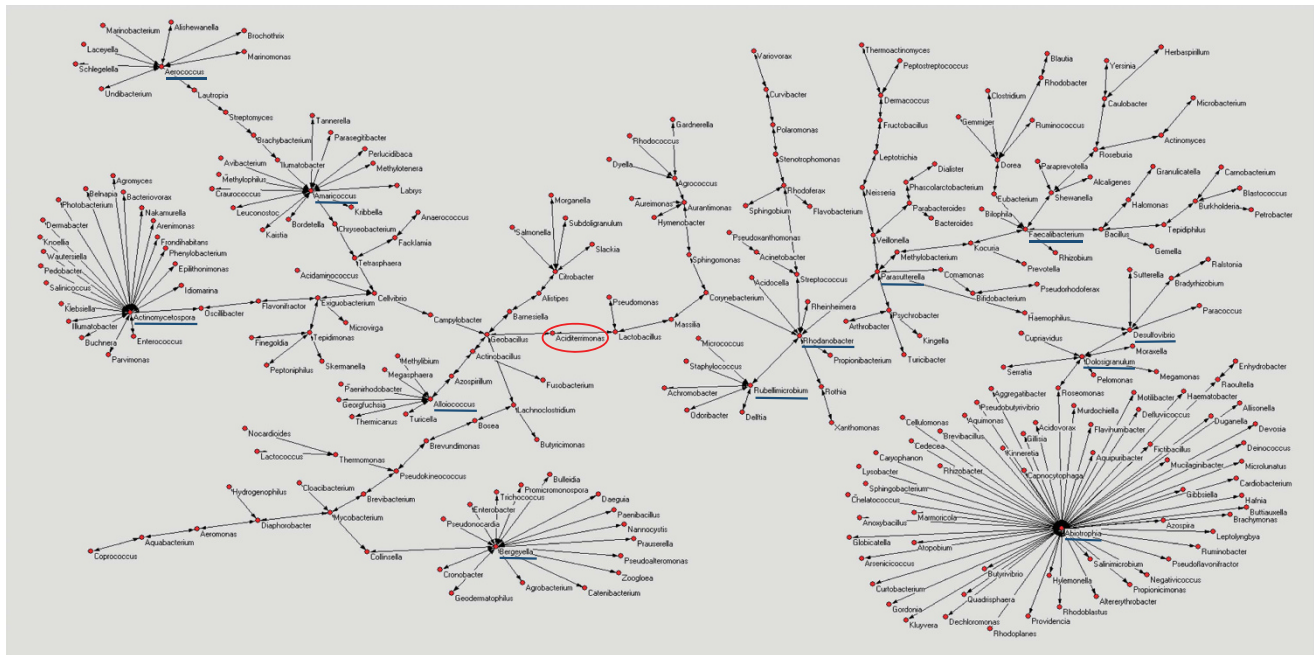 Marinobacterium
Alishewanella
Brochothrix
Laceyella
Marinomonas
Schlegelella
Aerococcus
Undibacterium
Lautropia
Streptomyces
Brachybacterium
Tannerella
Parasegitibacter
Perlucidibaca
Methylotenera
Illumatobacter
Avibacterium
Methylophilus
Craurococcus
Amaricoccus
Labrys
Leuconostoc
Kribbella
Bordetella
Kaistia
Chryseobacterium
Anaerococcus
Facklamia
Tetrasphaera
Agromyces
Belnapia
Bacteriovorax
Photobacterium
Nakamurella
Dermabacter
Arenimonas
Knoellia
Frondihabitans
Wautersiella
Phenylobacterium
Pedobacter
Epilithonimonas
Salinicoccus
Idiomarina
Klebsiella
Actinomycetospora
Illumatobacter
Enterococcus
Buchnera
Parvimonas
Oscillibacter
Flavonifractor
Acidaminococcus
Exiguobacterium
Cellvibrio
Microvirga
Tepidimonas
Finegoldia
Skermanella
Peptoniphilus
Campylobacter
Geobacillus
Barnesiella
Alistipes
Citrobacter
Morganella
Subdoligranulum
Salmonella
Slackia
Aciditerrimonas
Lactobacillus
Pseudomonas
Massilia
Actinobacillus
Azospirillum
Fusobacterium
Methylibium
Megasphaera
Paenirhodobacter
Georgfuchsia
Alloiococcus
Themicanus
Turicella
Lachnoclostridium
Bosea
Butyricimonas
Brevundimonas
Nocardioides
Lactococcus
Thermomonas
Pseudokineococcus
Brevibacterium
Cloacibacterium
Hydrogenophilus
Mycobacterium
Diaphorobacter
Aeromonas
Aquabacterium
Coprococcus
Collinsella
Bulleidia
Promicromonospora
Trichococcus
Daeguia
Enterobacter
Paenibacillus
Pseudonocardia
Nannocystis
Prauserella
Bergeyella
Pseudoalteromonas
Cronobacter
Zoogloea
Agrobacterium
Catenibacterium
Geodermatophilus
Gardnerella
Rhodococcus
Dyella
Agrococcus
Aureimonas
Aurantimonas
Hymenobacter
Sphingomonas
Corynebacterium
Variovorax
Curvibacter
Polaromonas
Stenotrophomonas
Rhodoferax
Sphingobium
Flavobacterium
Pseudoxanthomonas
Acinetobacter
Streptococcus
Acidocella
Rheinheimera
Rhodanobacter
Micrococcus
Propionibacterium
Staphylococcus
Achromobacter
Rubellimicrobium
Odoribacter
Delftia
Rothia
Xanthomonas
Thermoactinomyces
Peptostreptococcus
Dermacoccus
Fructobacillus
Leptotrichia
Neisseria
Dialister
Phascolarctobacterium
Parabacteroides
Bacteroides
Veillonella
Methylobacterium
Parasutterella
Kocuria
Comamonas
Bifidobacterium
Pseudorhodoferax
Psychrobacter
Arthrobacter
Kingella
Turicibacter
Haemophilus
Blautia
Rhodobacter
Clostridium
Gemmiger
Ruminococcus
Dorea
Eubacterium
Herbaspirillum
Yersinia
Caulobacter
Microbacterium
Actinomyces
Roseburia
Paraprevotella
Alcaligenes
Shewanella
Bilophila
Faecalibacterium
Prevotella
Rhizobium
Granulicatella
Halomonas
Bacillus
Gemella
Carnobacterium
Blastococcus
Burkholderia
Petrobacter
Tepidiphilus
Sutterella
Ralstonia
Bradyrhizobium
Paracoccus
Desulfovibrio
Cupriavidus
Moraxella
Dolosigranulum
Serratia
Megamonas
Pelomonas
Roseomonas
Enhydrobacter
Raoultella
Aggregatibacter
Motilibacter
Haematobacter
Pseudobutyrivibrio
Murdochiella
Delluvicoccus
Allisonella
Aquimonas
Acidovorax
Flavihumibacter
Duganella
Cellulomonas
Brevibacillus
Gillisia
Devosia
Cedecea
Kinneretia
Fictibacillus
Deinococcus
Caryophanon
Aquipuribacter
Rhizobacter
Capnocytophaga
Mucilaginibacter
Microlunatus
Lysobacter
Cardiobacterium
Sphingobacterium
Gibbsiella
Hafnia
Chelatococcus
Buttiauxella
Anoxybacillus
Marmoricola
Brachymonas
Azospira
Abiotrophia
Leptolyngbya
Globicatella
Atopobium
Ruminobacter
Arsenicicoccus
Salinimicrobium
Pseudoflavonifractor
Butyrivibrio
Hylemonella
Negativicoccus
Curtobacterium
Propionicimonas
Quadrisphaera
Altererythrobacter
Gordonia
Rhodoblastus
Kluyvera
Dechloromonas
Providencia
Rhodoplanes